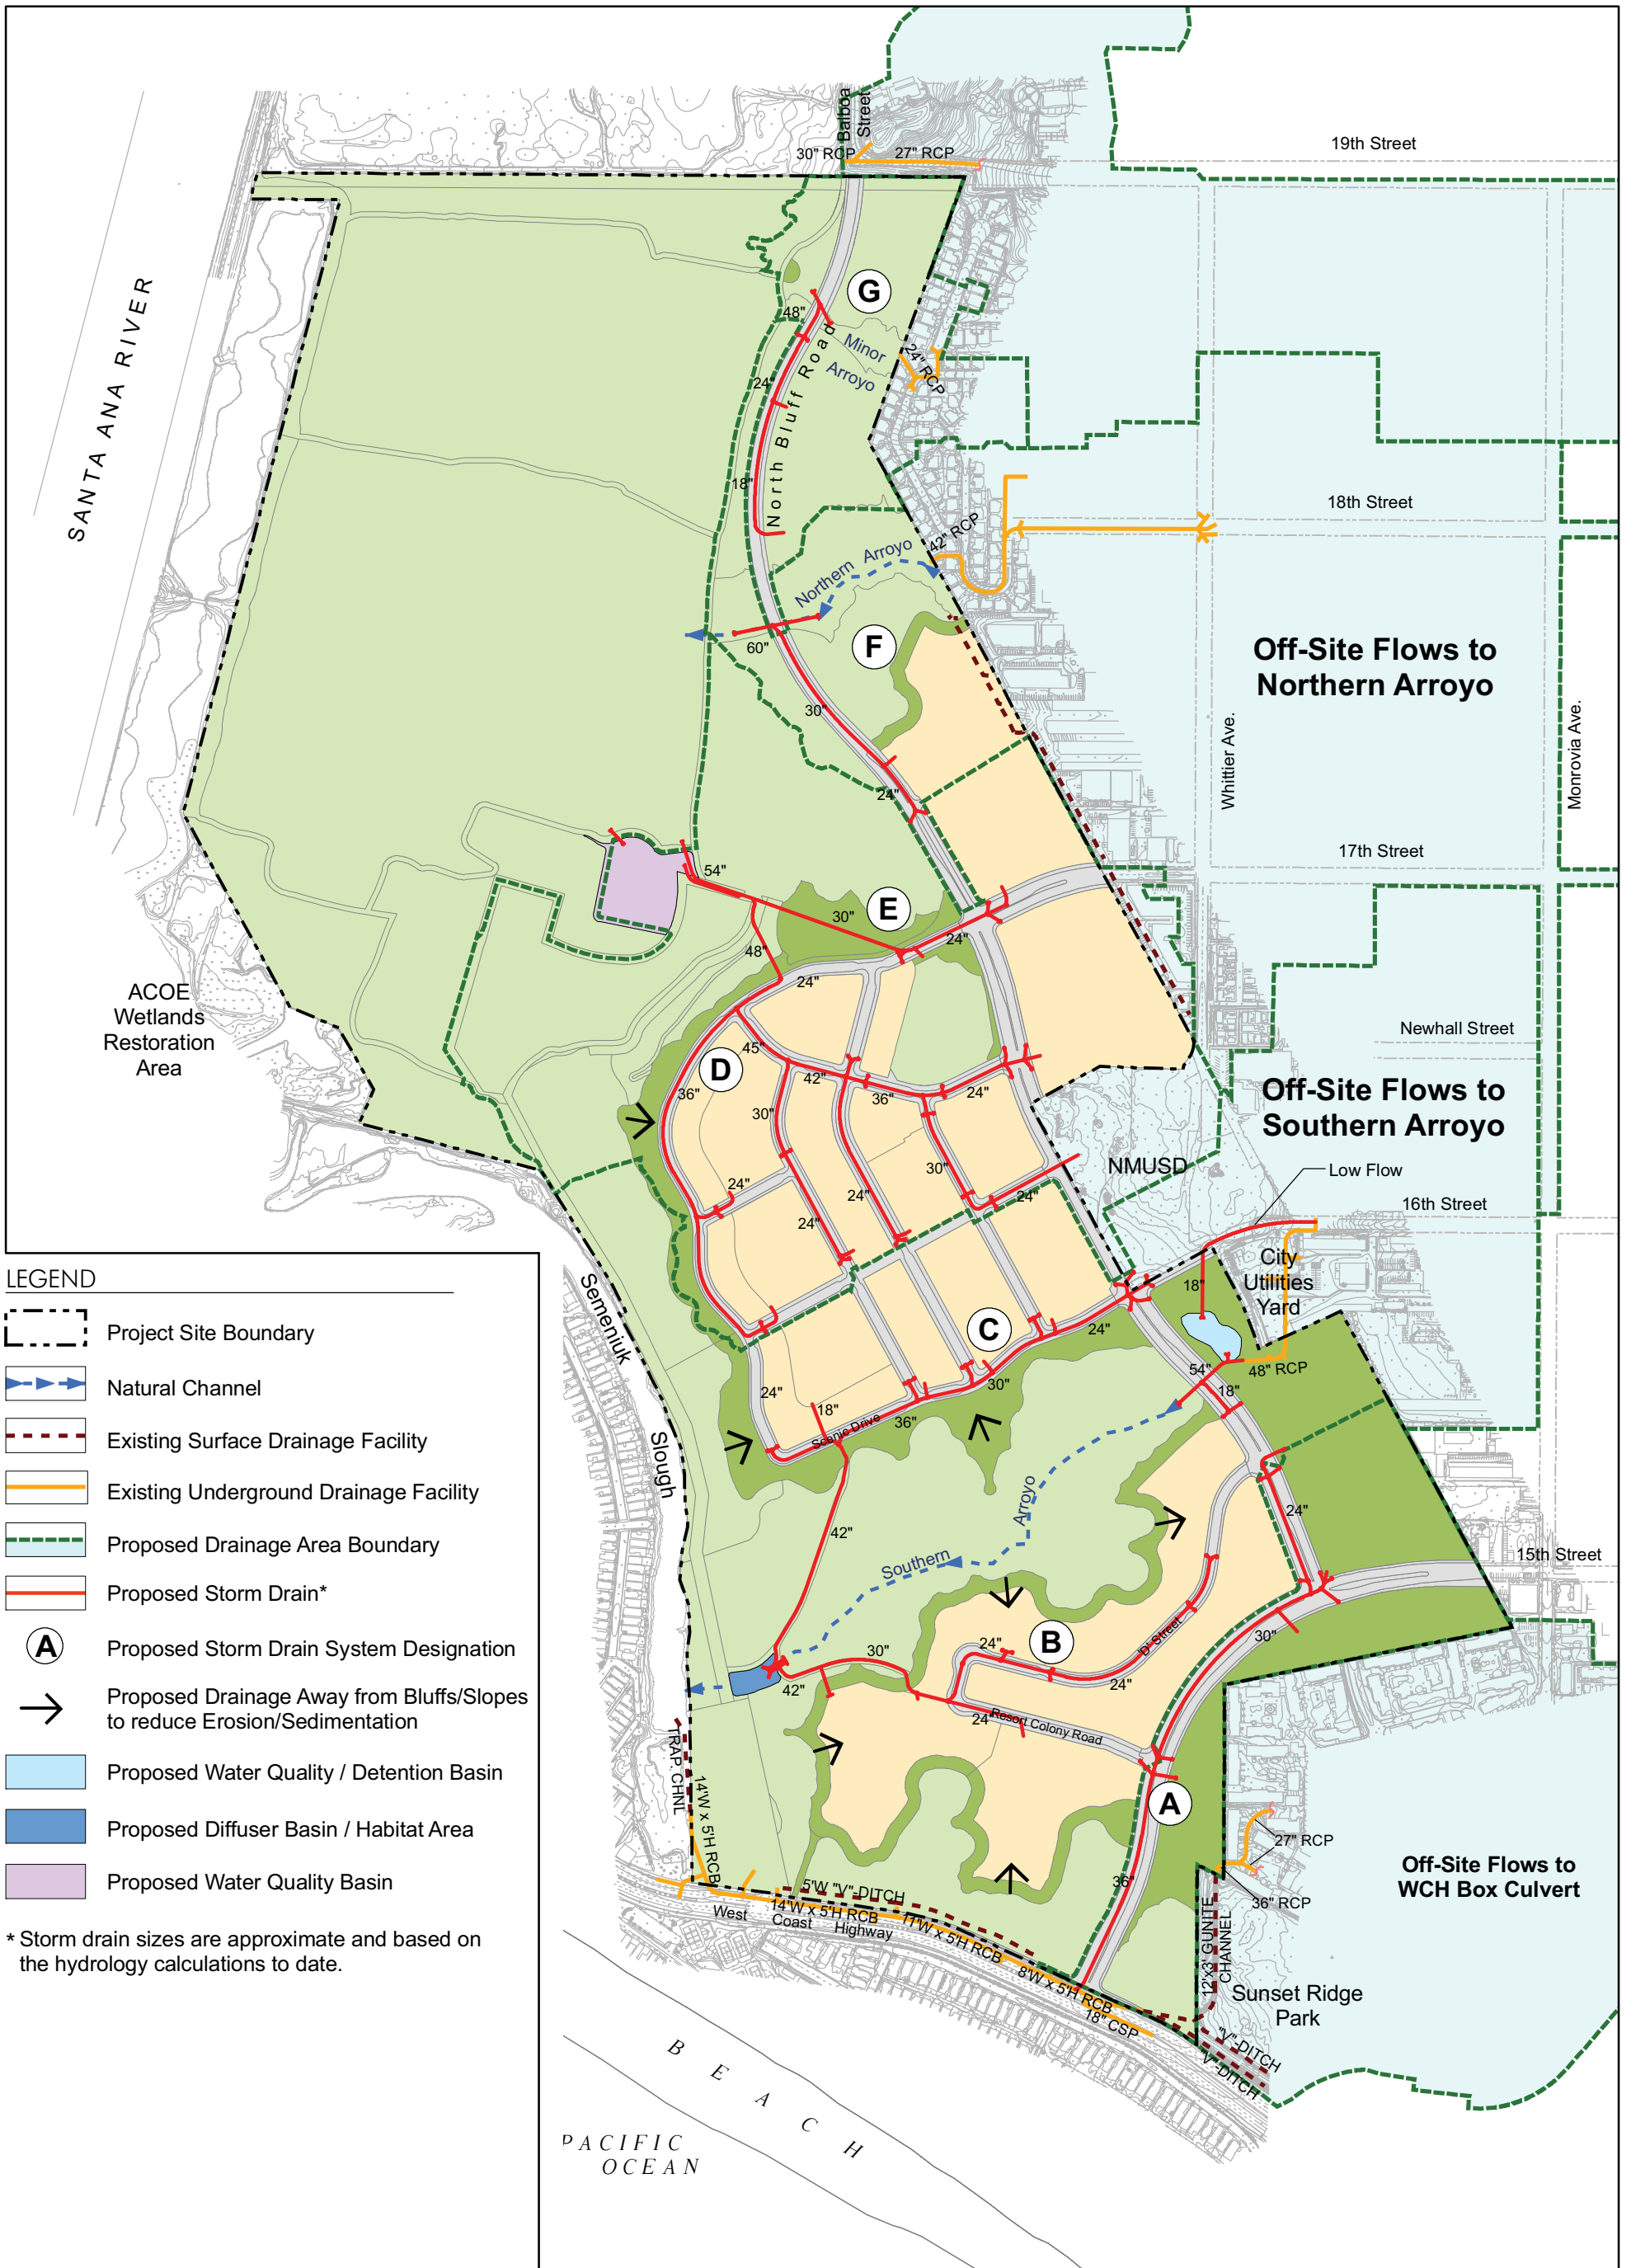 Balboa
Street
30" RCP
27" RCP
19th Street
SANTA ANA RIVER
G
48"
Minor
Arroyo
24" RCP
24"
North Bluff Road
18"
18th Street
42" RCP
Northern Arroyo
60"
F
Off-Site Flows to
Northern Arroyo
30"
Whittier Ave.
Monrovia Ave.
24"
17th Street
54"
30"
E
24"
48"
24"
ACOE
Wetlands
Restoration
Area
Newhall Street
45"
D
42"
36"
36"
24"
30"
Off-Site Flows to
Southern Arroyo
NMUSD
Low Flow
30"
24"
24"
24"
24"
16th Street
City
Utilities
Yard
18"
C
24"
54"
48" RCP
18"
30"
24"
18"
36"
Scenic Drive
Semeniuk
Slough
24"
42"
Southern
Arroyo
15th Street
30"
24"
B
'D' Street
24"
30"
42"
24"
Resort Colony Road
A
TRAP. CHNL
14'W x 5'H RCB
27" RCP
36" RCP
Off-Site Flows to
WCH Box Culvert
36"
5'W "V"-DITCH
14'W x 5'H RCB
11'W x 5'H RCB
8'W x 5'H RCB
18" CSP
West Coast Highway
12'X3' GUNITE
CHANNEL
Sunset Ridge
Park
"V"-DITCH
"V"-DITCH
BEACH
PACIFIC
OCEAN
LEGEND
Project Site Boundary
Natural Channel
Existing Surface Drainage Facility
Existing Underground Drainage Facility
Proposed Drainage Area Boundary
Proposed Storm Drain*
A
Proposed Storm Drain System Designation
Proposed Drainage Away from Bluffs/Slopes
to reduce Erosion/Sedimentation
Proposed Water Quality / Detention Basin
Proposed Diffuser Basin / Habitat Area
Proposed Water Quality Basin
* Storm drain sizes are approximate and based on
the hydrology calculations to date.